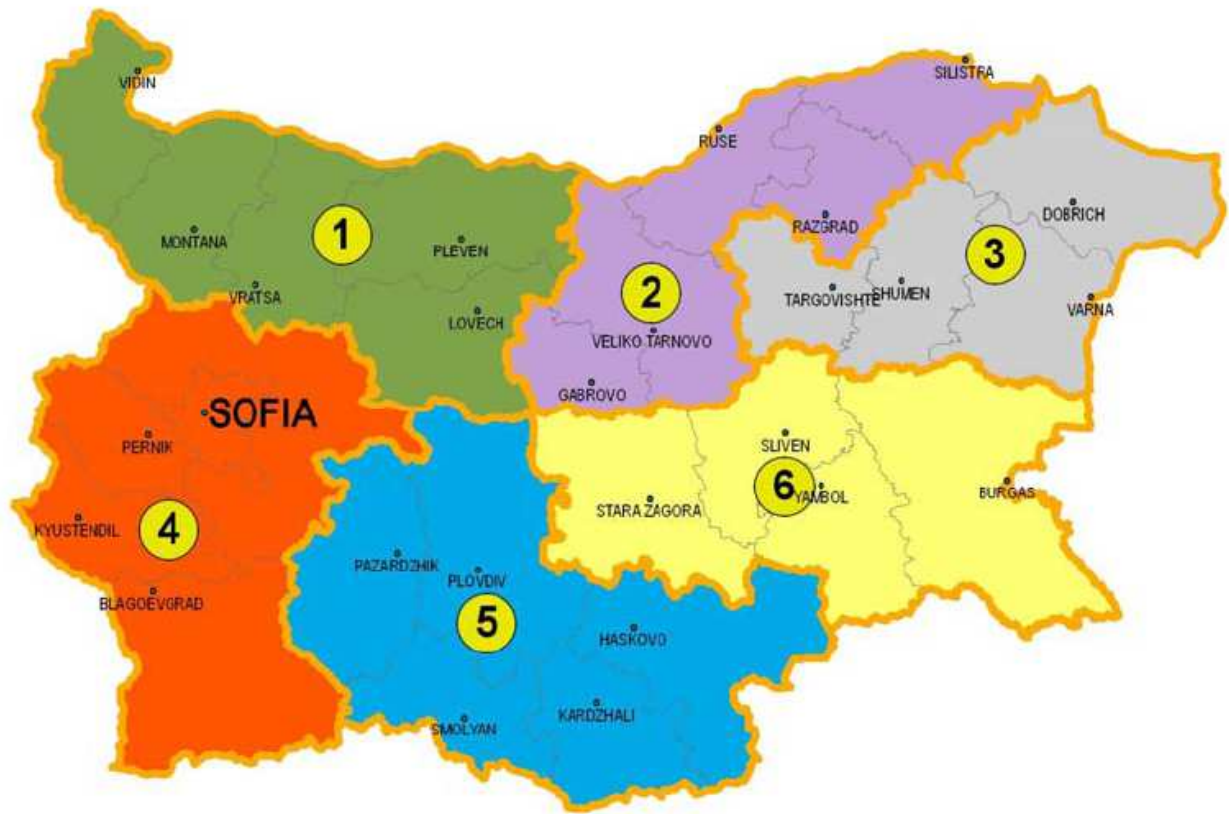 VIDIN
SILISTRA
RUSE
DOBRICH
RAZGRAD
MONTANA
1
PLEVEN
3
2
VRATSA
TARGOVISHTE
SHUMEN
VARNA
LOVECH
VELIKO TARNOVO
GABROVO
SOFIA
PERNIK
SLIVEN
6
YAMBOL
BURGAS
STARA ZAGORA
KYUSTENDIL
4
PAZARDZHIK
PLOVDIV
BLAGOEVGRAD
5
HASKOVO
KARDZHALI
SMOLYAN